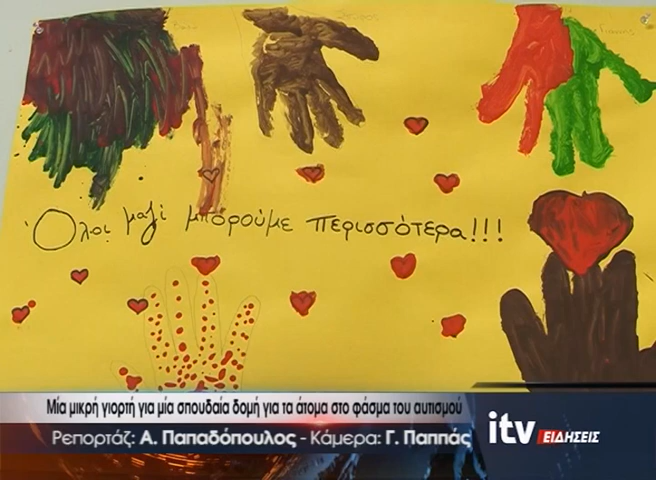 Γιάννης
Όλοι μαζί μπορούμε περισσότερα!!!
Μία μικρή γιορτή για μία σπουδαία δομή για τα άτομα στο φάσμα του αυτισμού
Ρεπορτάζ: Α. Παπαδόπουλος - Κάμερα: Γ. Παππάς
itv ΕΙΔΗΣΕΙΣ